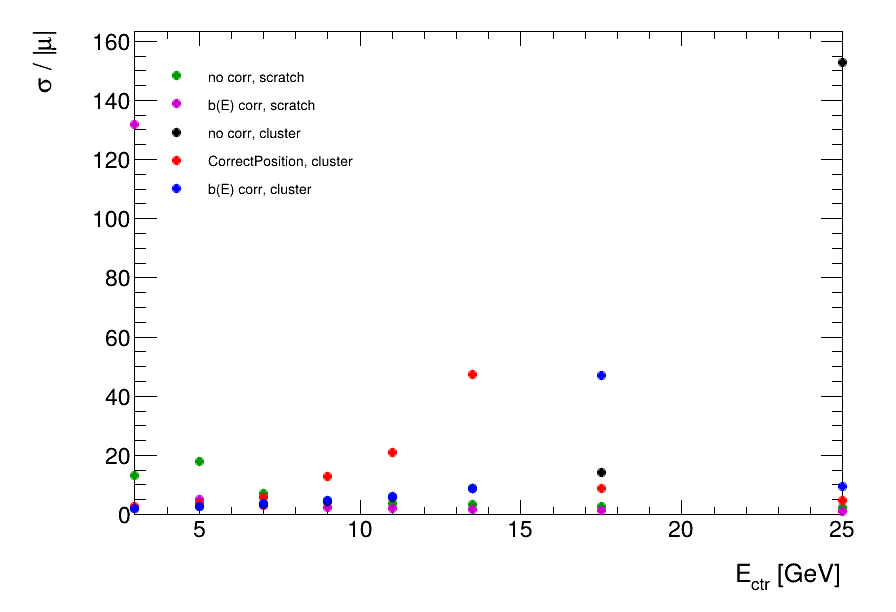 σ / |μ|
160
140
120
100
80
60
40
20
0
no corr, scratch
b(E) corr, scratch
no corr, cluster
CorrectPosition, cluster
b(E) corr, cluster
5 10 15 20 25
E_ctr [GeV]